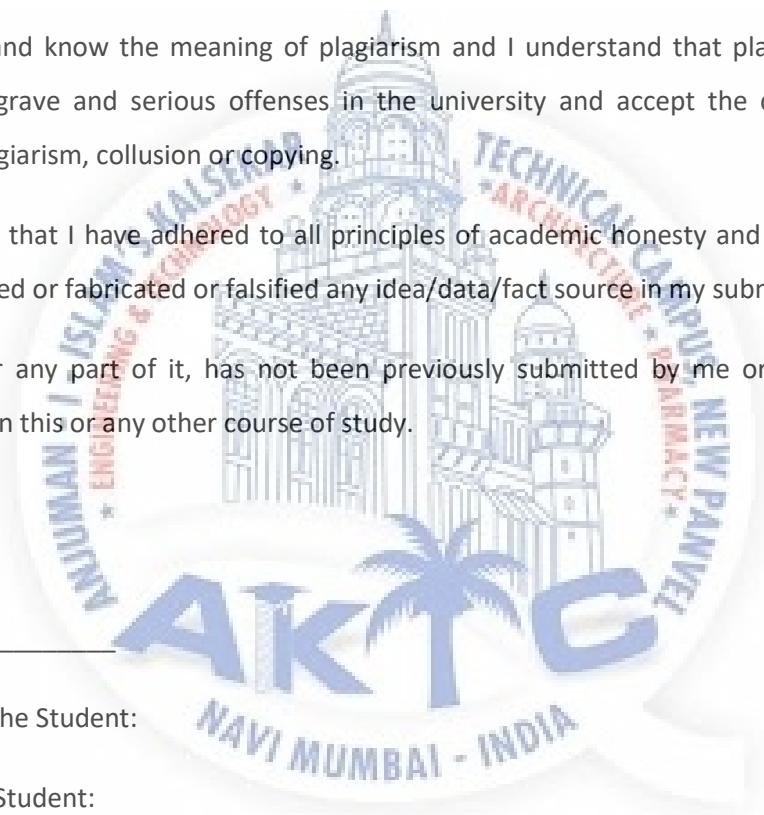 and know the meaning of plagiarism and I understand that pla
grave and serious offenses in the university and accept the
giarism, collusion or copying.
that I have adhered to all principles of academic honesty and
ed or fabricated or falsified any idea/data/fact source in my subm
any part of it, has not been previously submitted by me or
n this or any other course of study.
he Student:
Student:
ANJUMAN - I - ISLAM'S KALSEKAR TECHNICAL CAMPUS, NEW PANVEL
* ENGINEERING & TECHNOLOGY * * ARCHITECTURE * PHARMACY *
AKTC
NAVI MUMBAI - INDIA